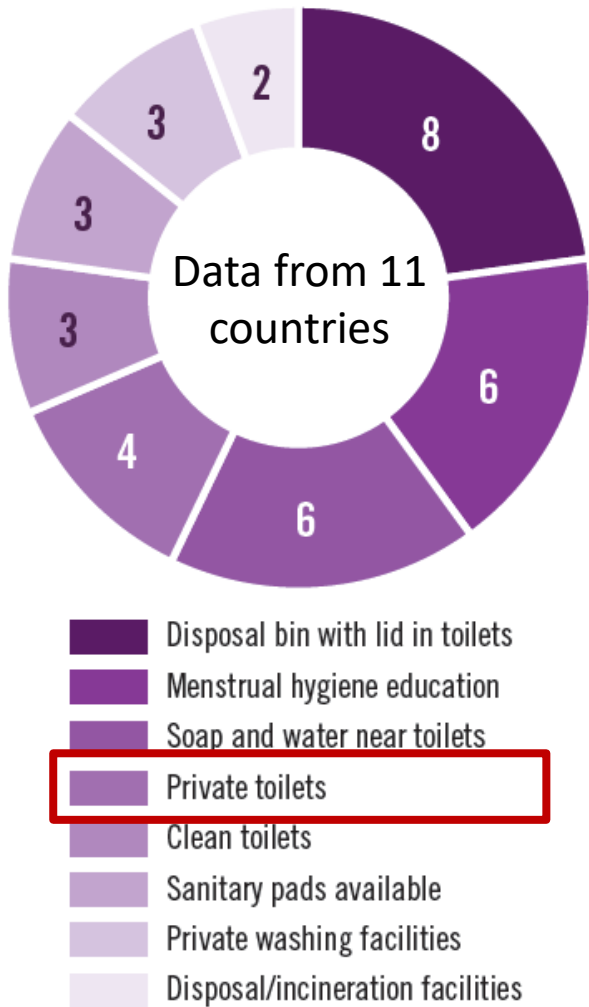 2
8
3
3
Data from 11
countries
3
6
4
6
Disposal bin with lid in toilets
Menstrual hygiene education
Soap and water near toilets
Private toilets
Clean toilets
Sanitary pads available
Private washing facilities
Disposal/incineration facilities